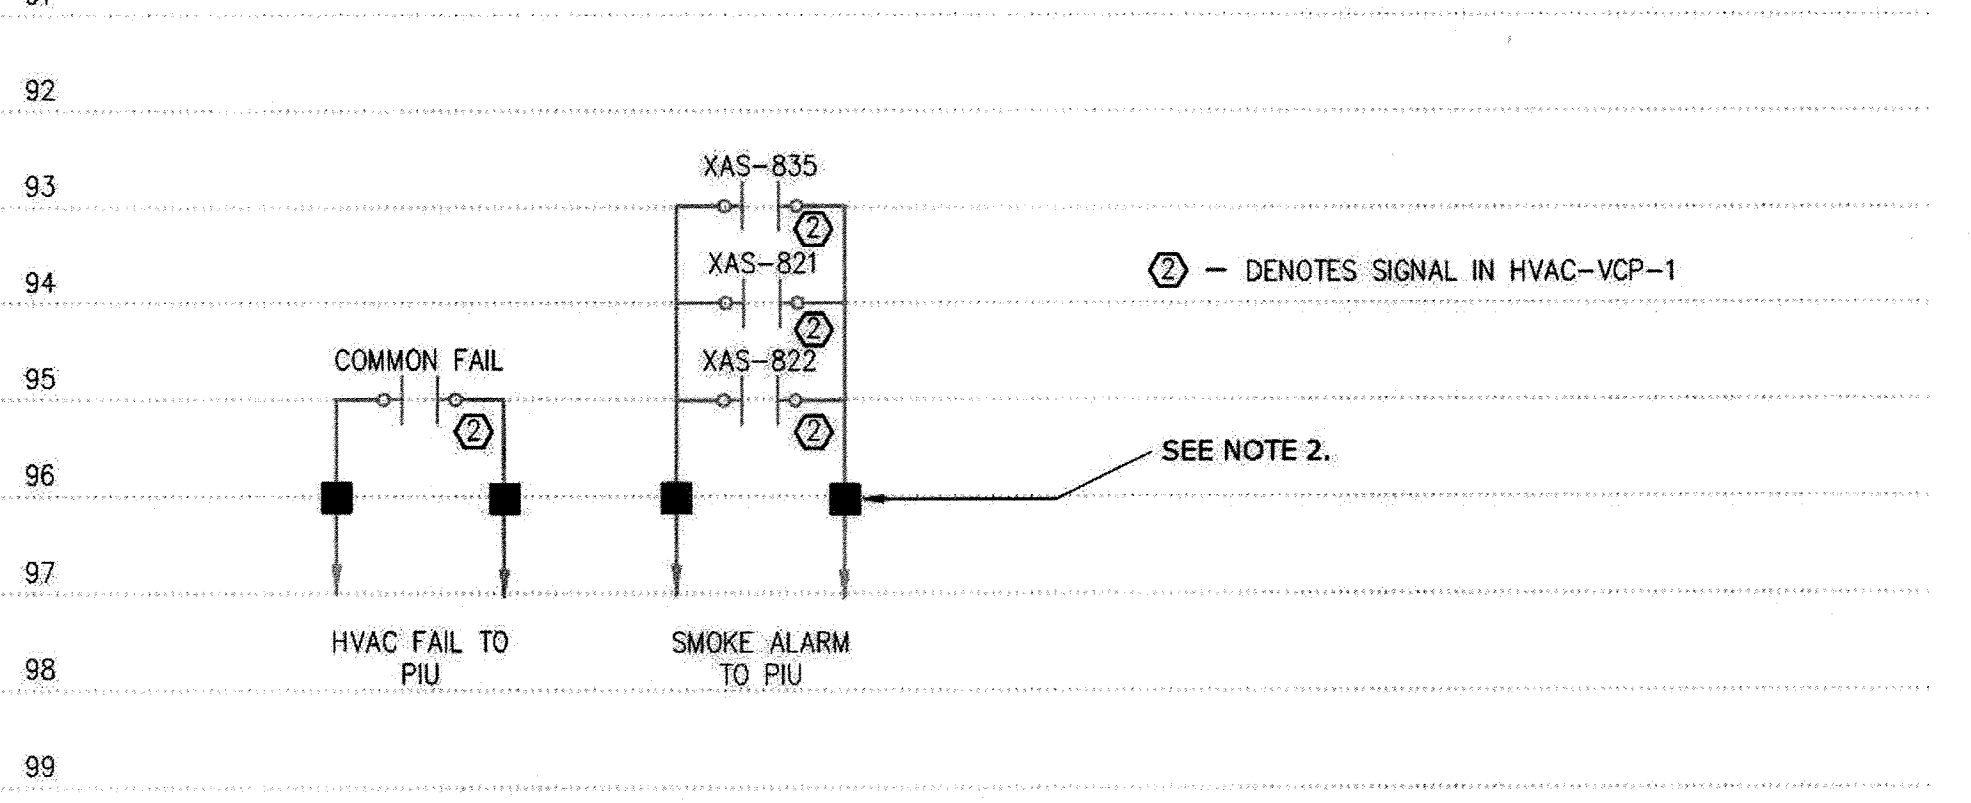 92
93
XAS-835
2
94
XAS-821
2
2 - DENOTES SIGNAL IN HVAC-VCP-1
95
COMMON FAIL
2
XAS-822
2
96
SEE NOTE 2.
97
HVAC FAIL TO
PIU
SMOKE ALARM
TO PIU
98
99